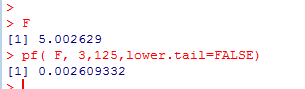 >
> F
[1] 5.002629
> pf( F, 3,125,lower.tail=FALSE)
[1] 0.002609332
>